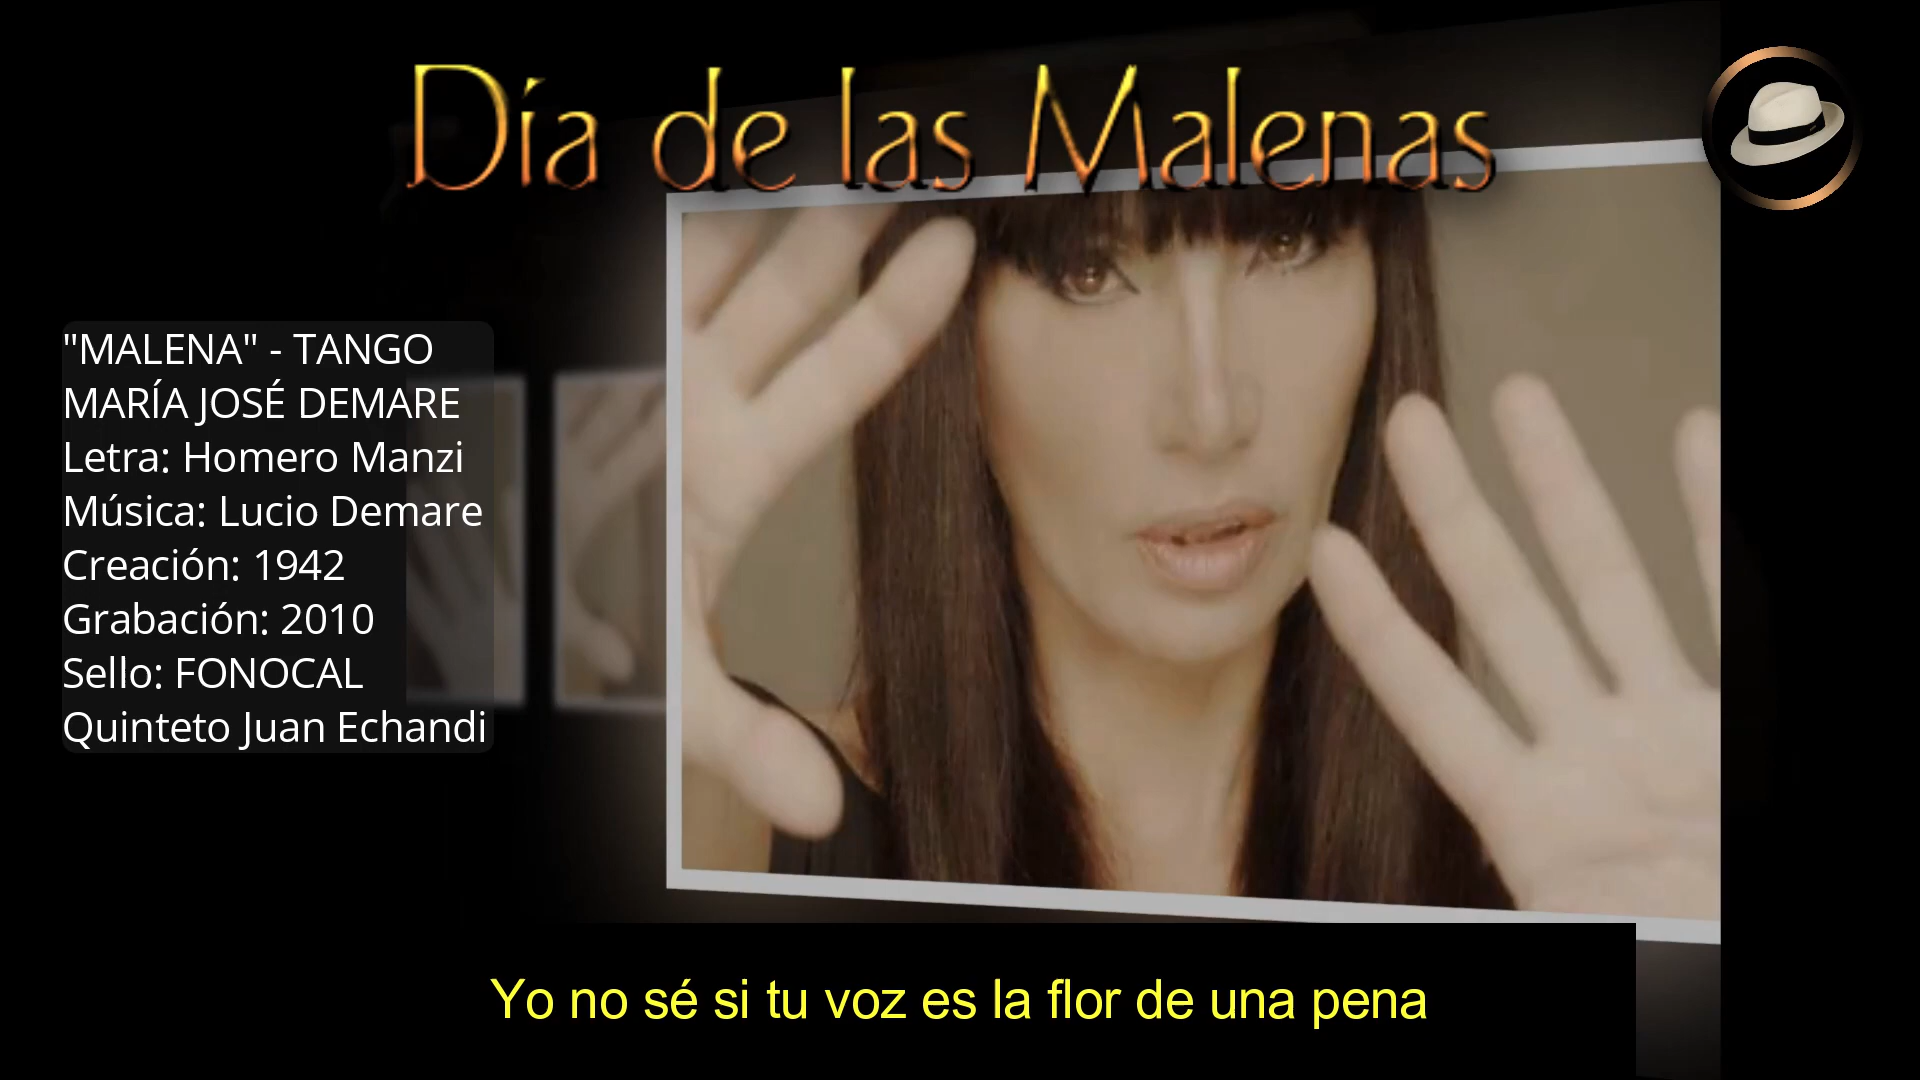 Día de las Malenas
"MALENA" - TANGO
MARÍA JOSÉ DEMARE
Letra: Homero Manzi
Música: Lucio Demare
Creación: 1942
Grabación: 2010
Sello: FONOCAL
Quinteto Juan Echandi
Yo no sé si tu voz es la flor de una pena